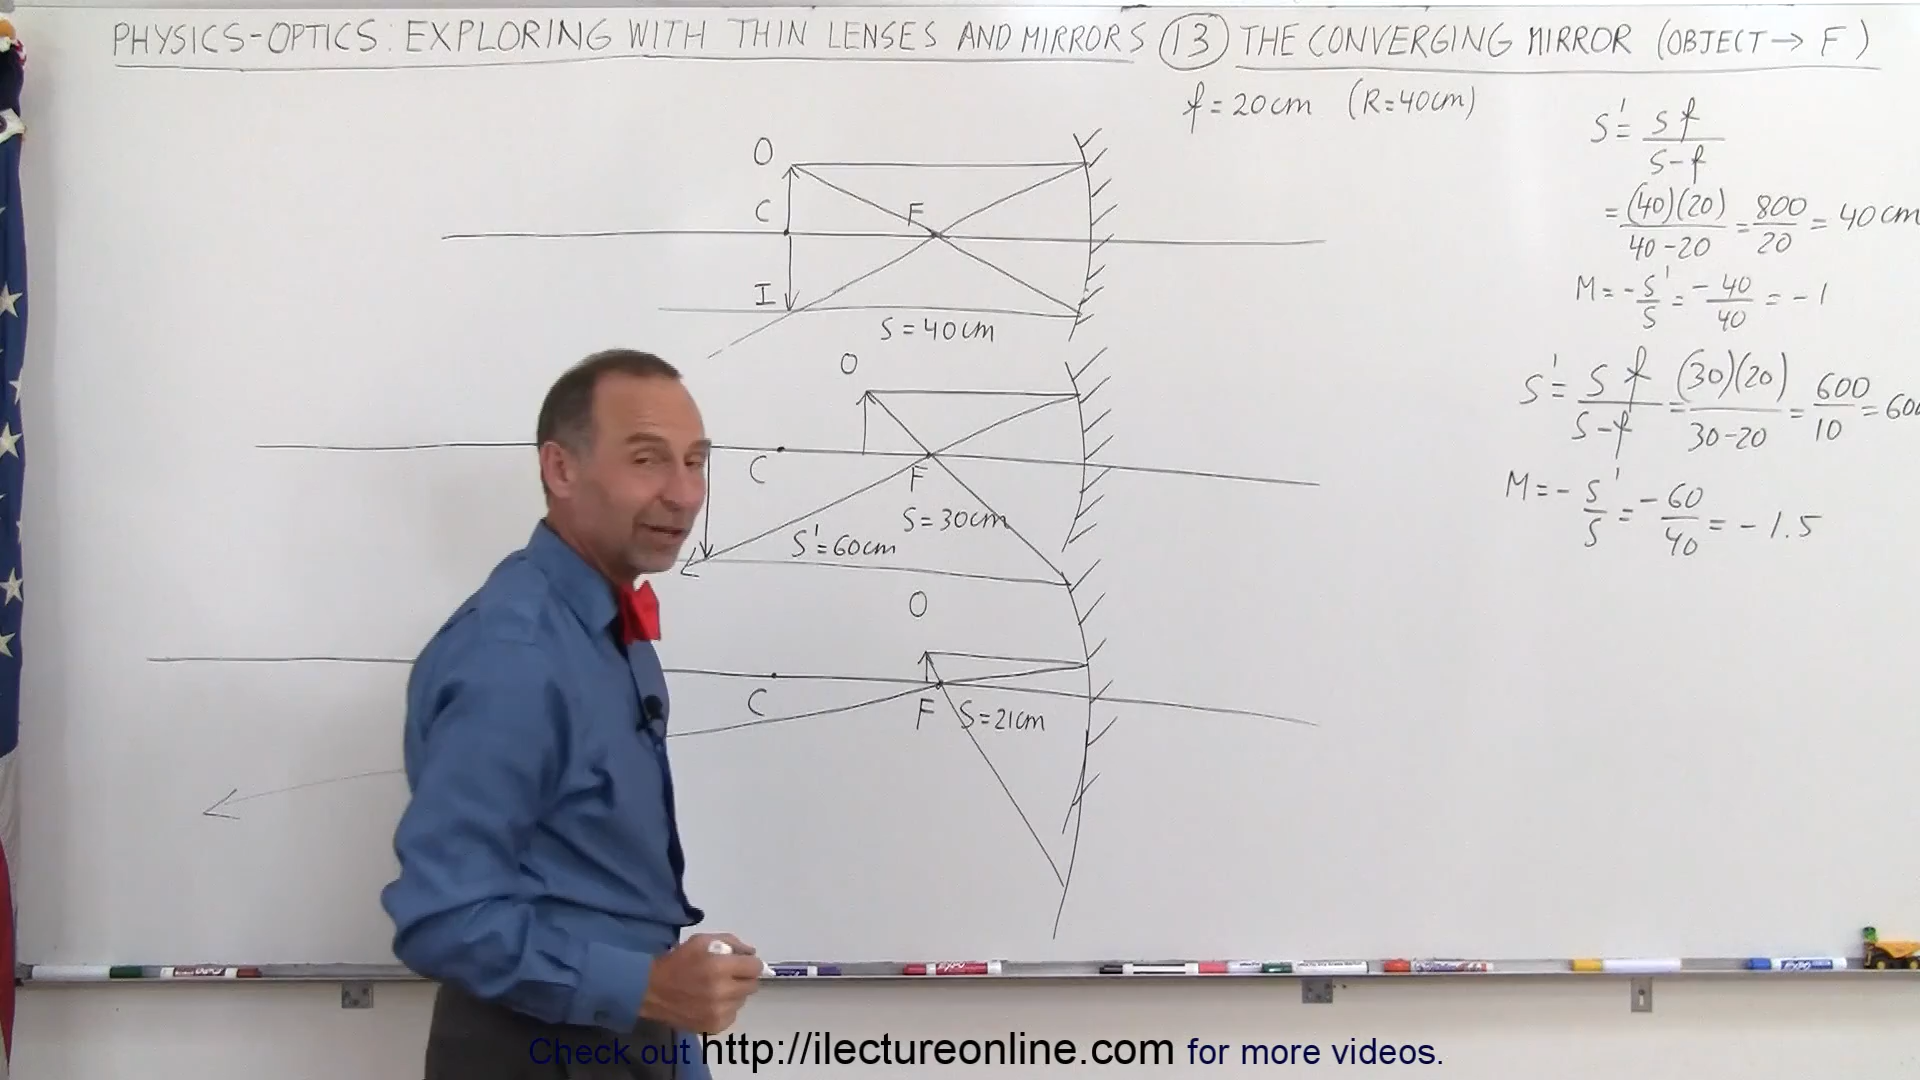 PHYSICS-OPTICS: EXPLORING WITH THIN LENSES AND MIRRORS (13) THE CONVERGING MIRROR (OBJECT → F)
f = 20cm (R=40cm)
O
C
F
I
S = 40cm
S' = Sf / S-f
= (40)(20) / 40-20 = 800 / 20 = 40cm
M = - S' / S = - 40 / 40 = -1
O
C
F
S = 30cm
S' = 60cm
S' = S f / S-f = (30)(20) / 30-20 = 600 / 10 = 60c
M = - S' / S = - 60 / 40 = -1.5
O
C
F
S = 21cm
EXPO
Check out http://ilectureonline.com for more videos.